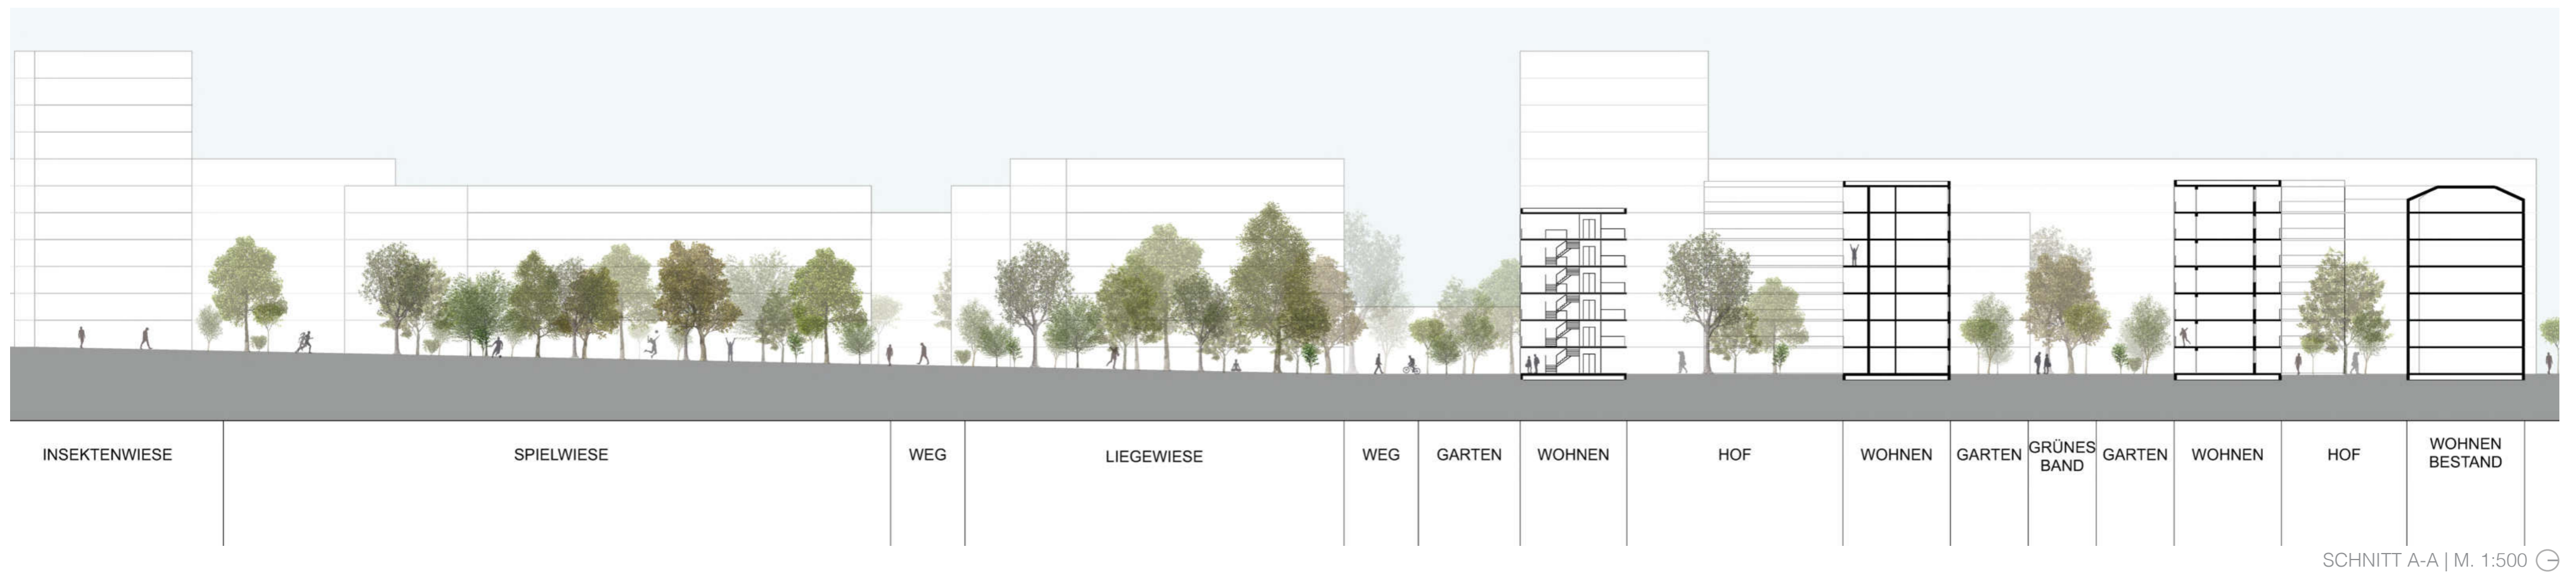 INSEKTENWIESE
SPIELWIESE
WEG
LIEGEWIESE
WEG
GARTEN
WOHNEN
HOF
WOHNEN
GARTEN
GRÜNES
BAND
GARTEN
WOHNEN
HOF
WOHNEN
BESTAND
SCHNITT A-A | M. 1:500